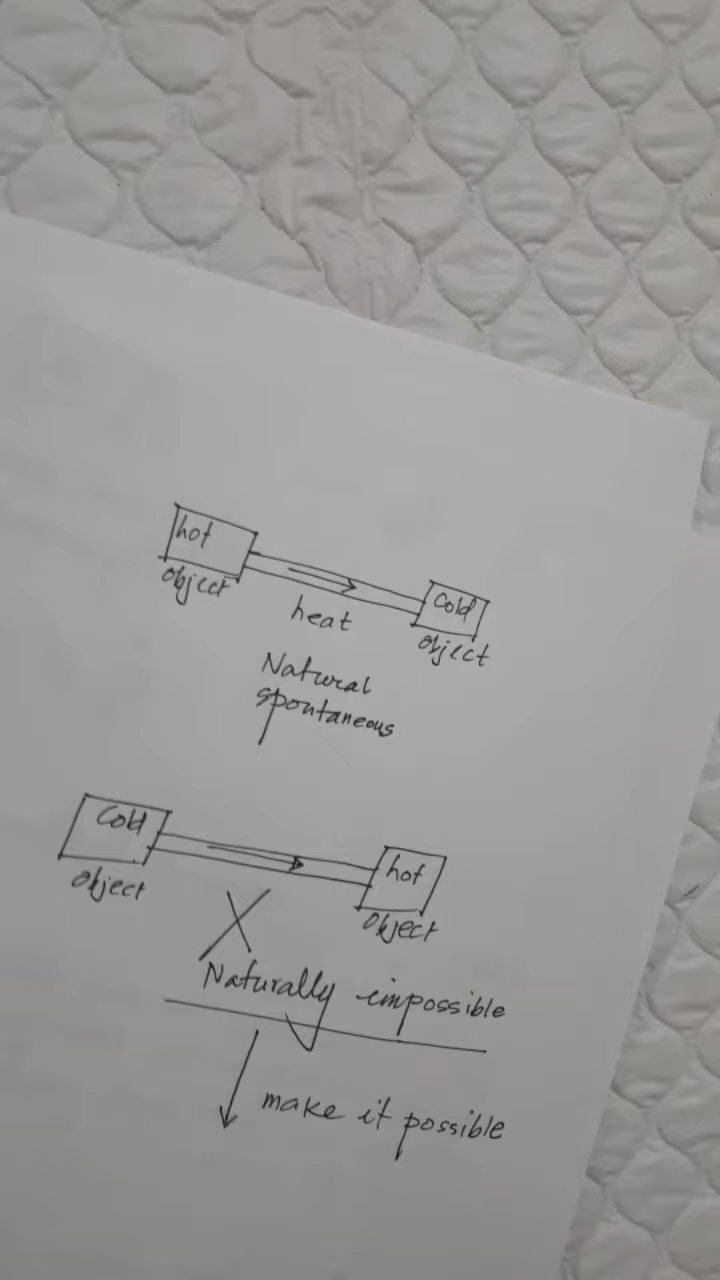 hot
object
heat
Cold
object
Natural
spontaneous
Cold
object
hot
object
Naturally impossible
make it possible